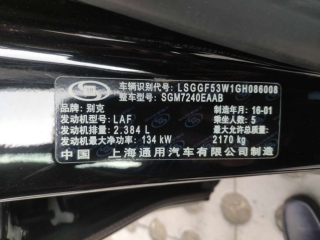 车辆识别代号: LSGGF53W1GH086008
整车型号: SGM7240EAAB
品牌: 别克 制造年月: 16-01
发动机型号: LAF 乘坐人数: 5
发动机排量: 2.384 L 最大允许总质量:
发动机最大净功率: 134 kW 2170 kg
中国 上海通用汽车有限公司制造